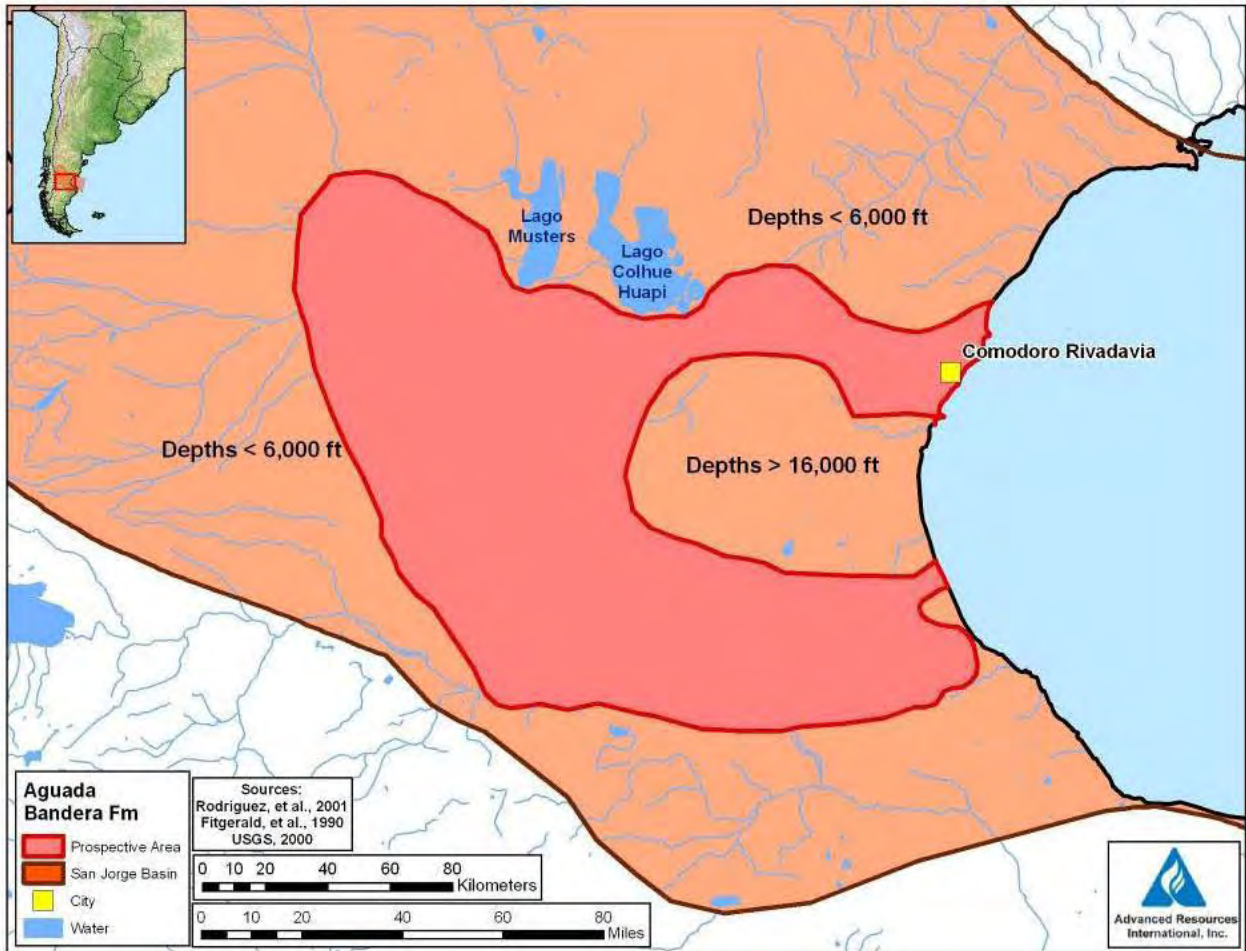 Lago
Musters
Lago
Colhue
Huapi
Depths < 6,000 ft
Comodoro Rivadavia
Depths < 6,000 ft
Depths > 16,000 ft
Aguada
Bandera Fm
Prospective Area
San Jorge Basin
City
Water
Sources:
Rodriguez, et al., 2001
Fitgerald, et al., 1990
USGS, 2000
0 10 20 40 60 80
Kilometers
0 10 20 40 60 80
Miles
Advanced Resources
International, Inc.